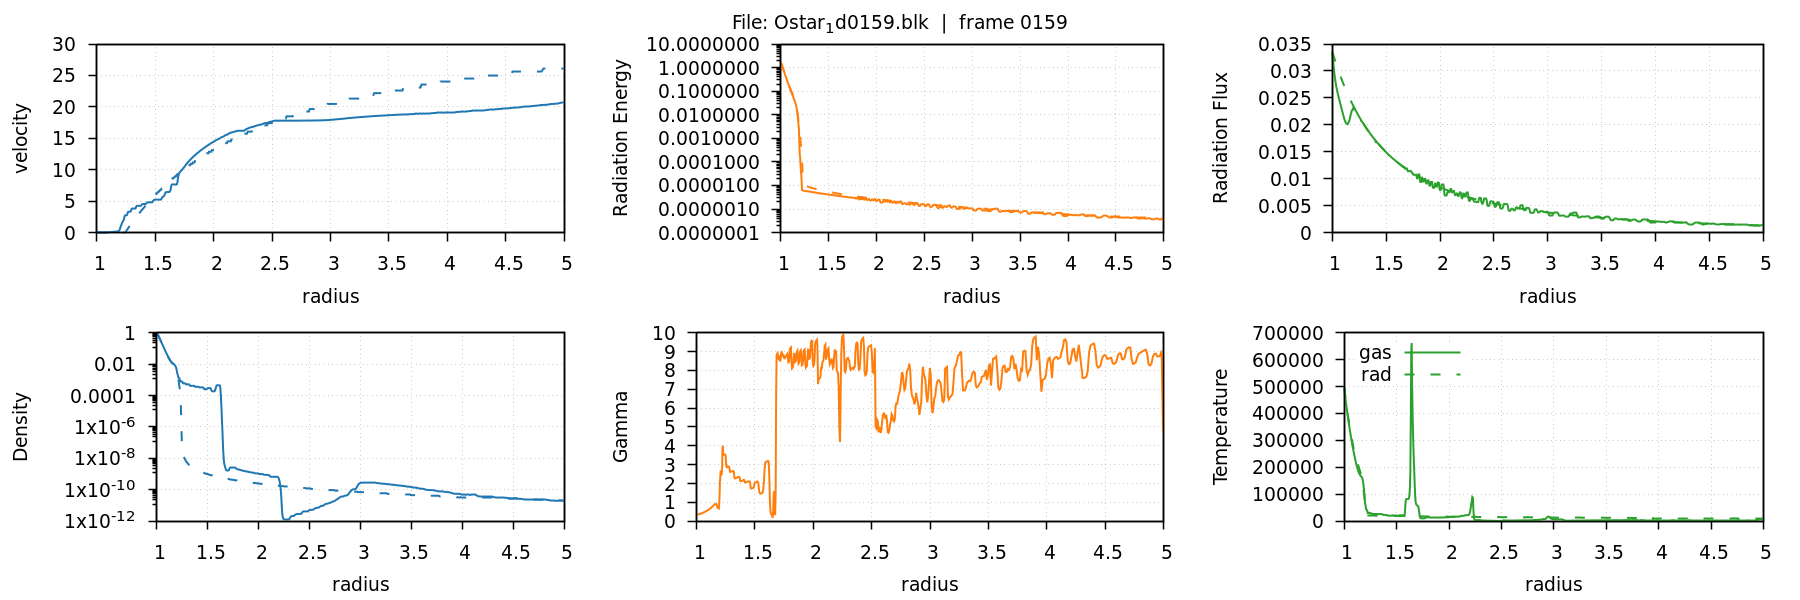 File: Ostar₁d0159.blk | frame 0159
velocity
30
25
20
15
10
5
0
1 1.5 2 2.5 3 3.5 4 4.5 5
radius
Radiation Energy
10.0000000
1.0000000
0.1000000
0.0100000
0.0010000
0.0001000
0.0000100
0.0000010
0.0000001
1 1.5 2 2.5 3 3.5 4 4.5 5
radius
Radiation Flux
0.035
0.03
0.025
0.02
0.015
0.01
0.005
0
1 1.5 2 2.5 3 3.5 4 4.5 5
radius
Density
1
0.01
0.0001
1x10⁻⁶
1x10⁻⁸
1x10⁻¹⁰
1x10⁻¹²
1 1.5 2 2.5 3 3.5 4 4.5 5
radius
Gamma
10
9
8
7
6
5
4
3
2
1
0
1 1.5 2 2.5 3 3.5 4 4.5 5
radius
Temperature
700000
600000
500000
400000
300000
200000
100000
0
gas
rad
1 1.5 2 2.5 3 3.5 4 4.5 5
radius